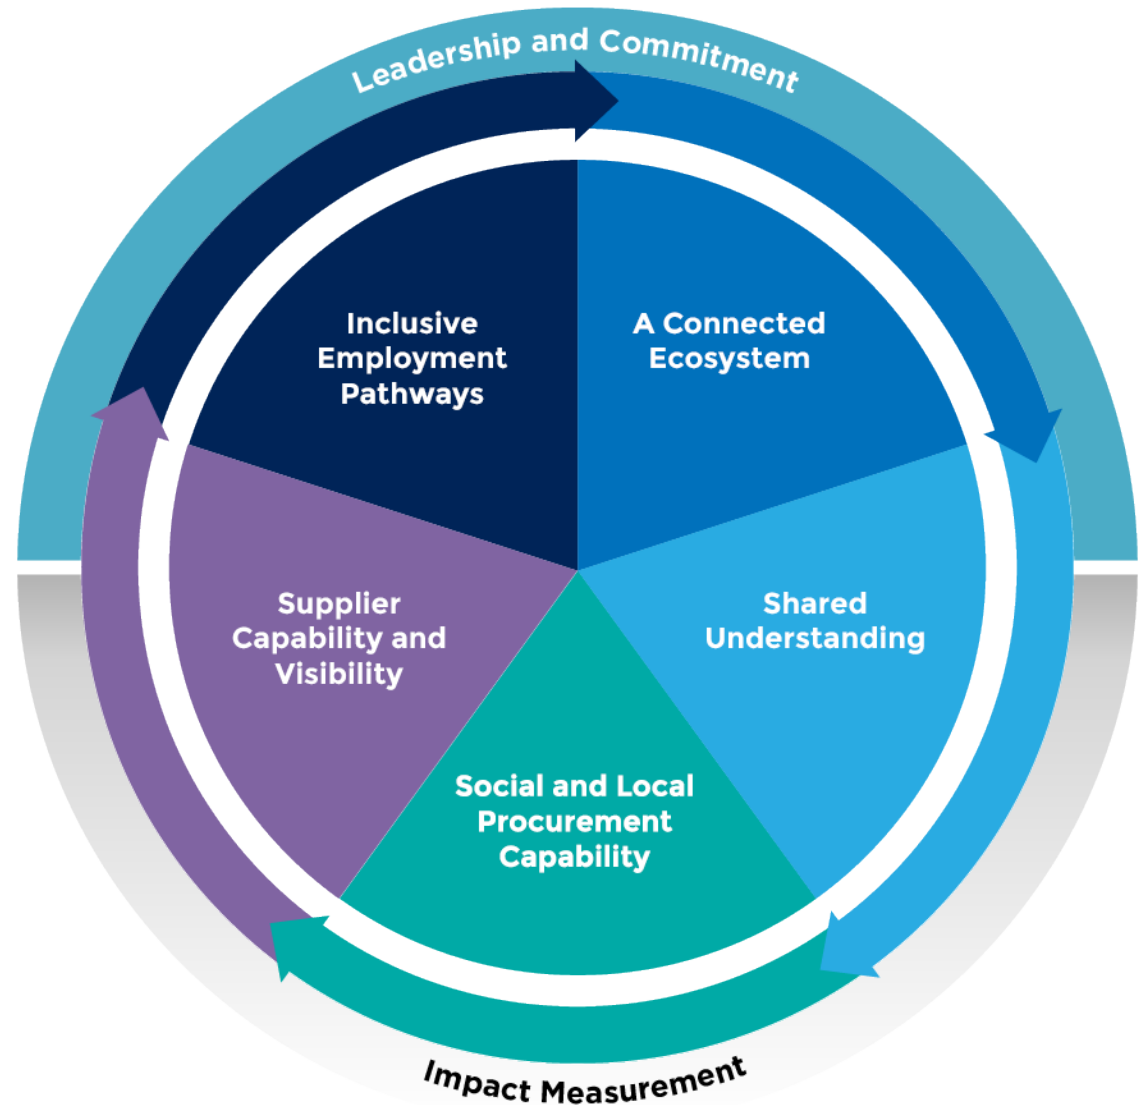 Leadership and Commitment
Inclusive
Employment
Pathways
A Connected
Ecosystem
Supplier
Capability and
Visibility
Shared
Understanding
Social and Local
Procurement
Capability
Impact Measurement